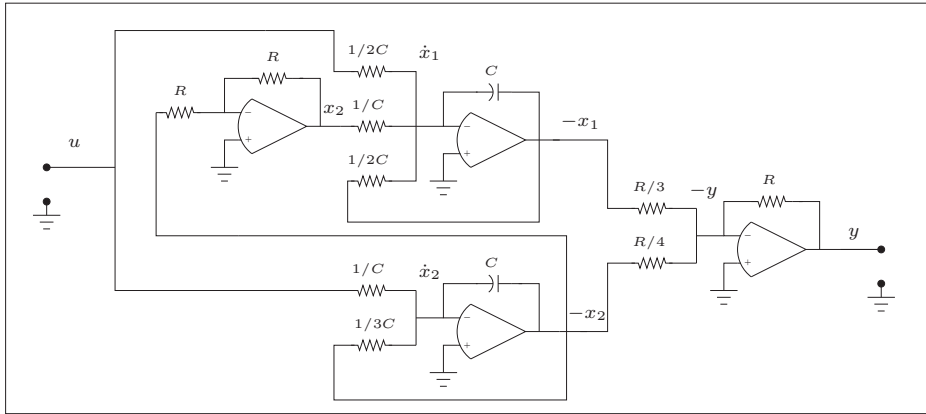 1/2C
ẋ₁
R
C
R
x₂
1/C
−
+
−
+
−x₁
u
1/2C
R/3
−y
R
−
+
y
R/4
1/C
ẋ₂
C
1/3C
−
+
−x₂